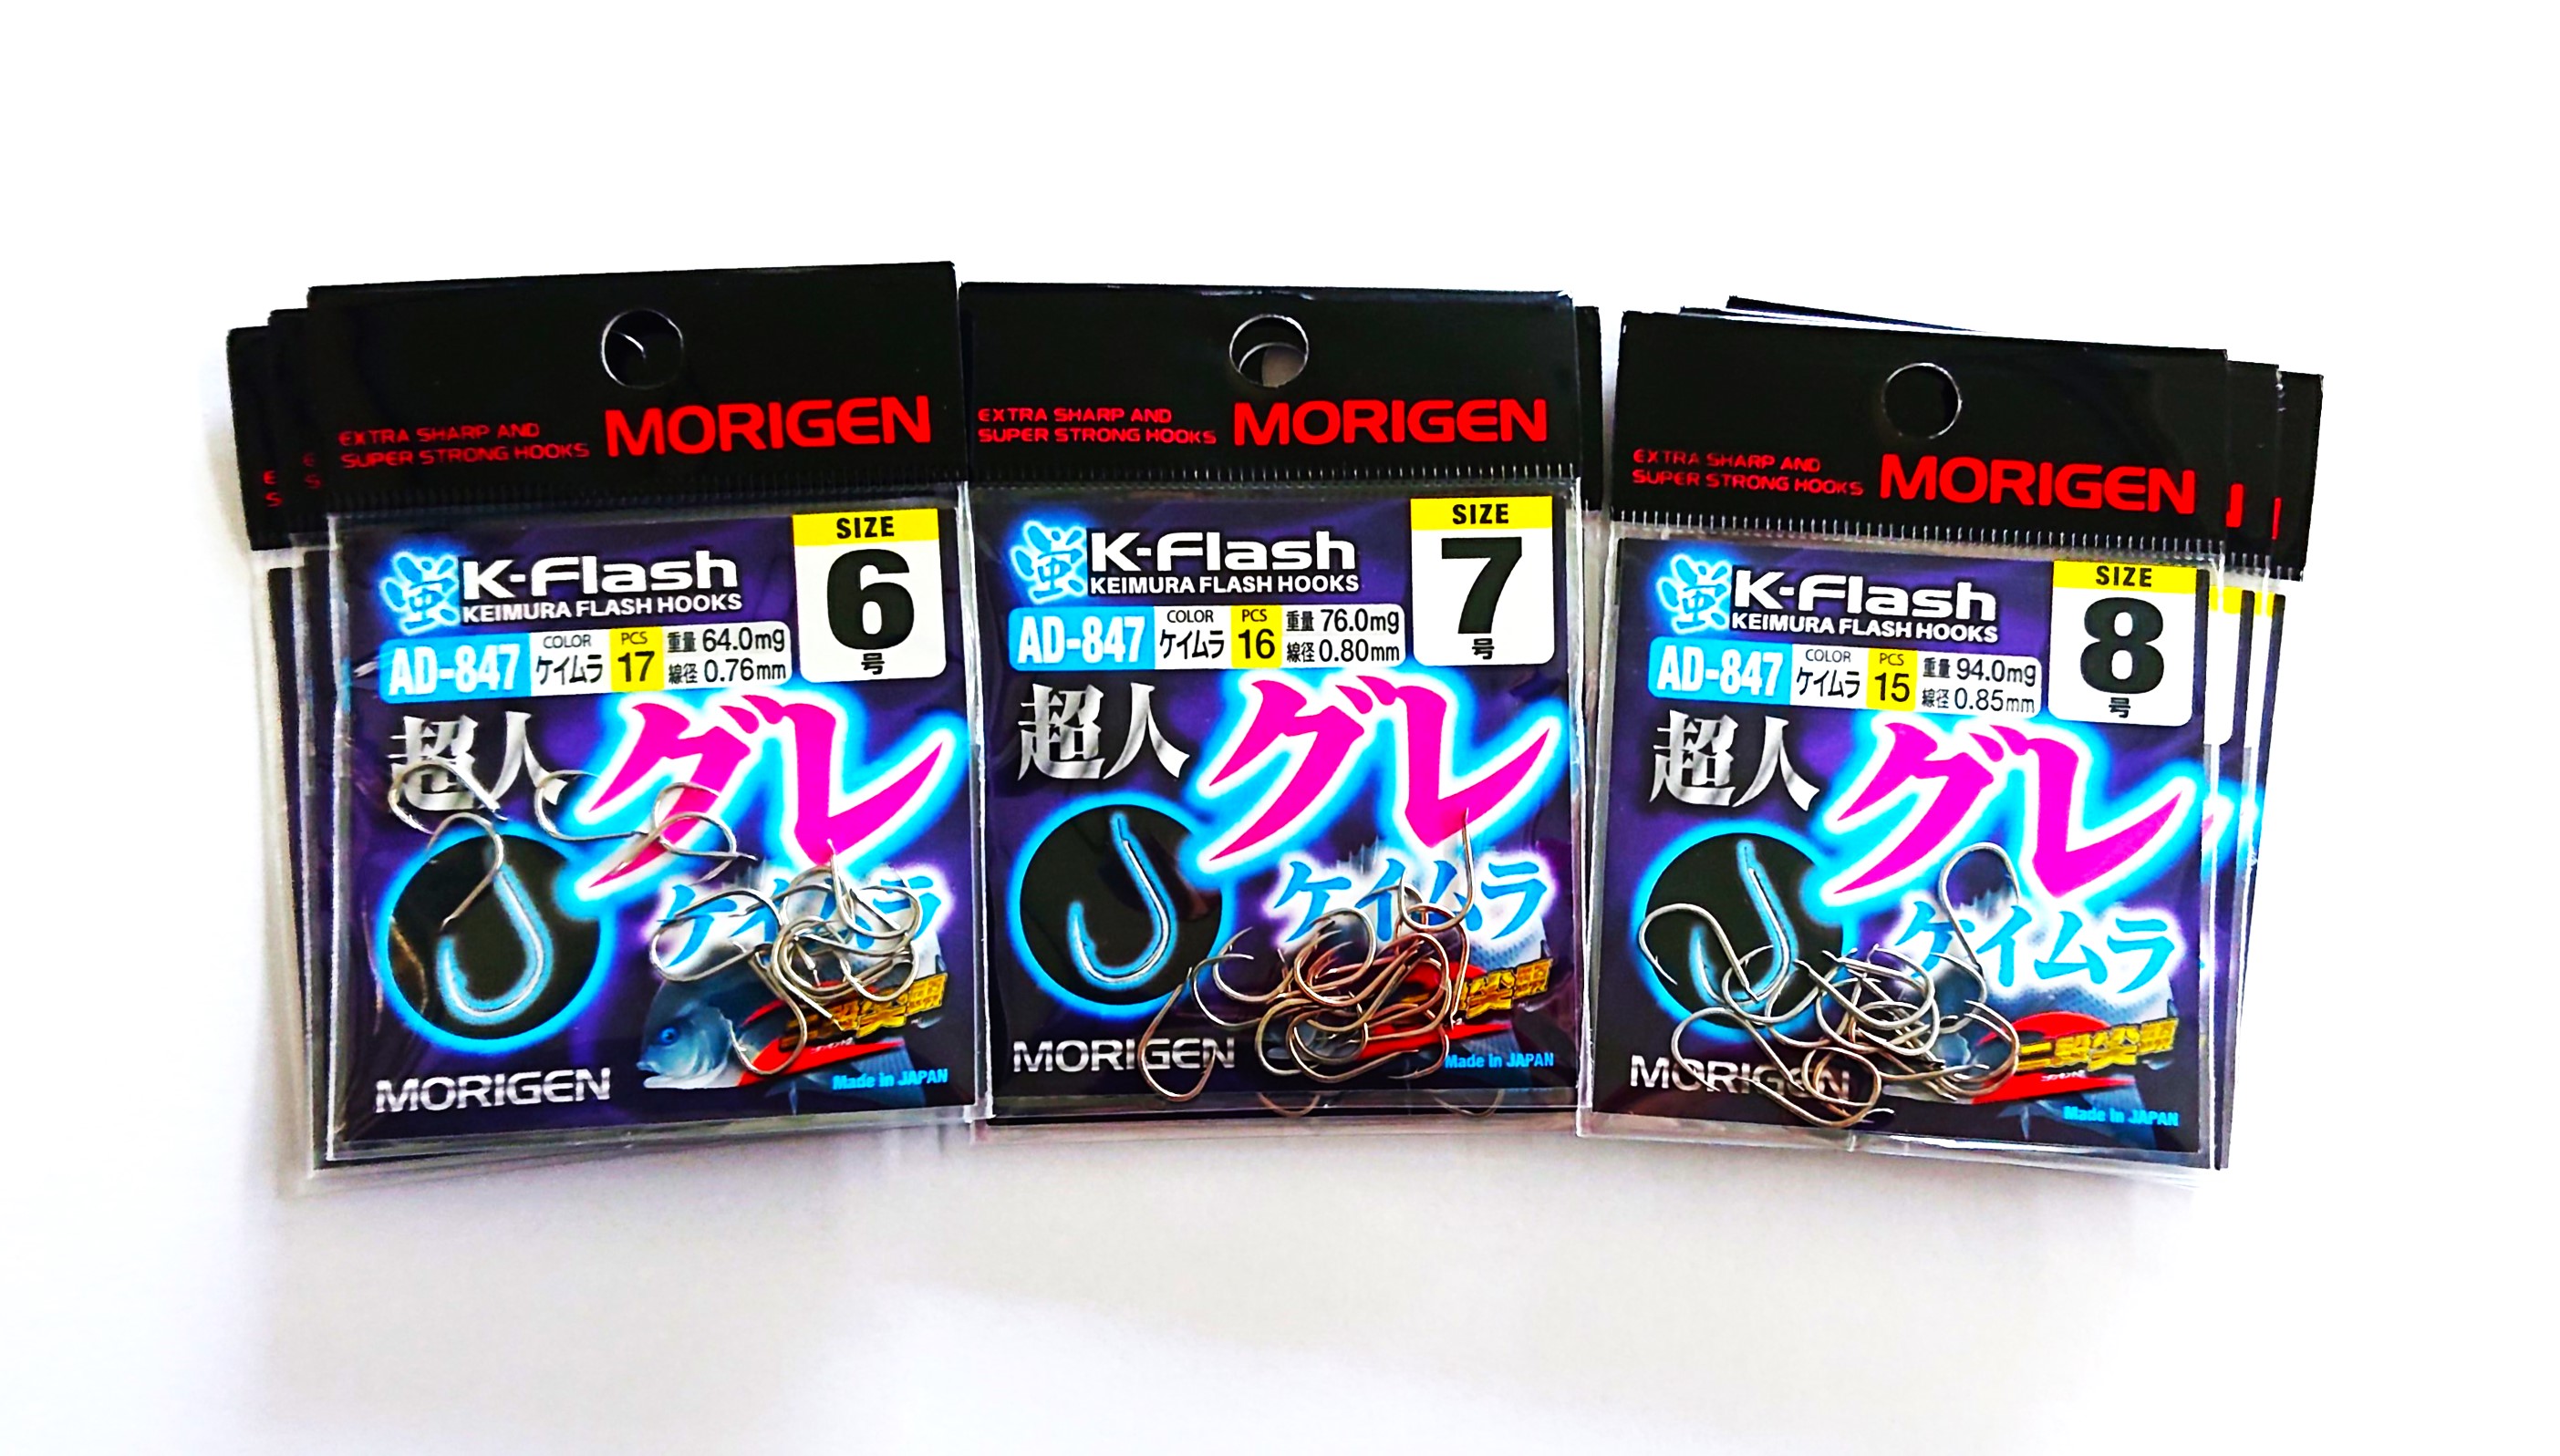 EXTRA SHARP AND
SUPER STRONG HOOKS
MORIGEN
蛍
K-Flash
KEIMURA FLASH HOOKS
SIZE
6
号
AD-847
COLOR
ケイムラ
PCS
17
重量 64.0mg
線径 0.76mm
超人
グレ
ケイムラ
MORIGEN
Made in JAPAN
EXTRA SHARP AND
SUPER STRONG HOOKS
MORIGEN
蛍
K-Flash
KEIMURA FLASH HOOKS
SIZE
7
号
AD-847
COLOR
ケイムラ
PCS
16
重量 76.0mg
線径 0.80mm
超人
グレ
ケイムラ
MORIGEN
Made in JAPAN
EXTRA SHARP AND
SUPER STRONG HOOKS
MORIGEN
蛍
K-Flash
KEIMURA FLASH HOOKS
SIZE
8
号
AD-847
COLOR
ケイムラ
PCS
15
重量 94.0mg
線径 0.85mm
超人
グレ
ケイムラ
MORIGEN
Made in JAPAN